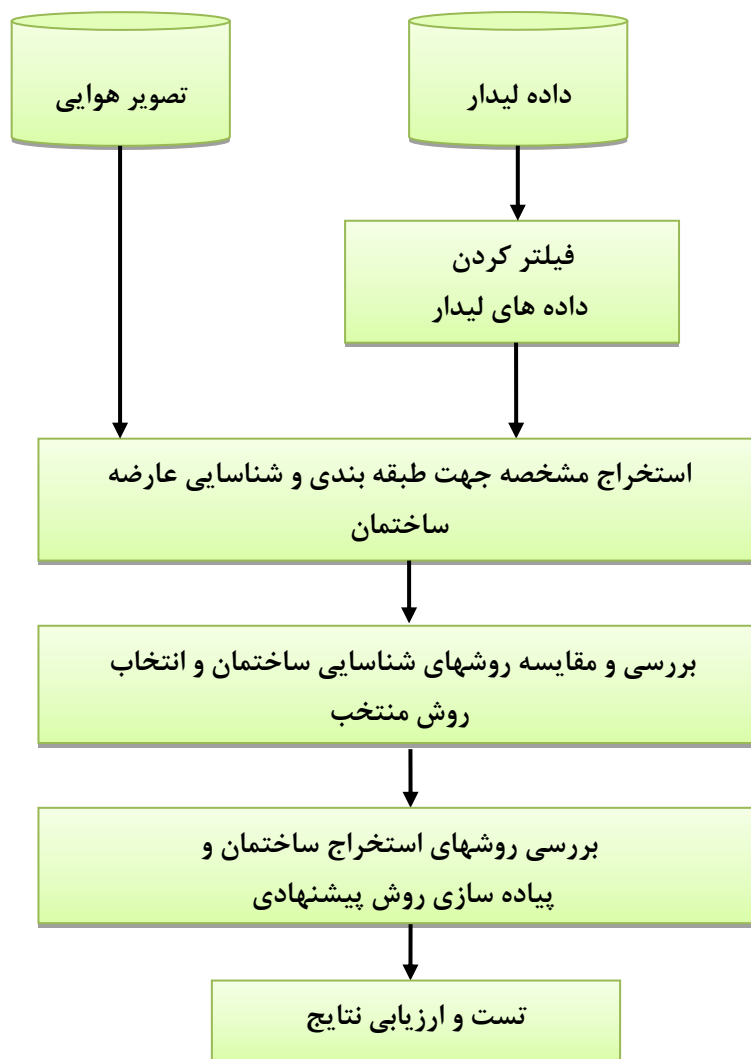 داده لیدار
تصویر هوایی
فیلتر کردن
داده های لیدار
استخراج مشخصه جهت طبقه بندی و شناسایی عارضه
ساختمان
بررسی و مقایسه روشهای شناسایی ساختمان و انتخاب
روش منتخب
بررسی روشهای استخراج ساختمان و
پیاده سازی روش پیشنهادی
تست و ارزیابی نتایج